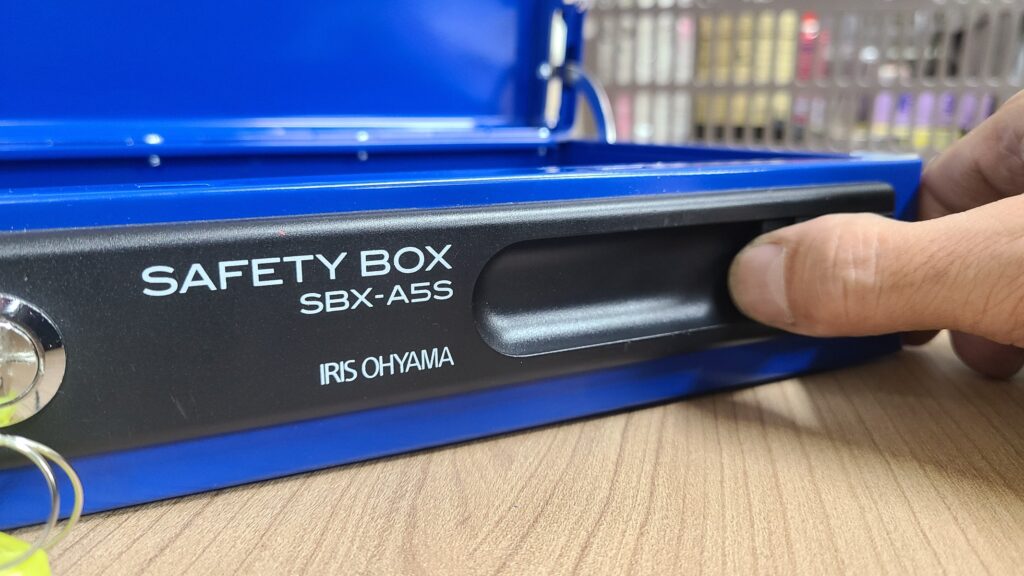 SAFETY BOX
SBX-A5S
IRIS OHYAMA